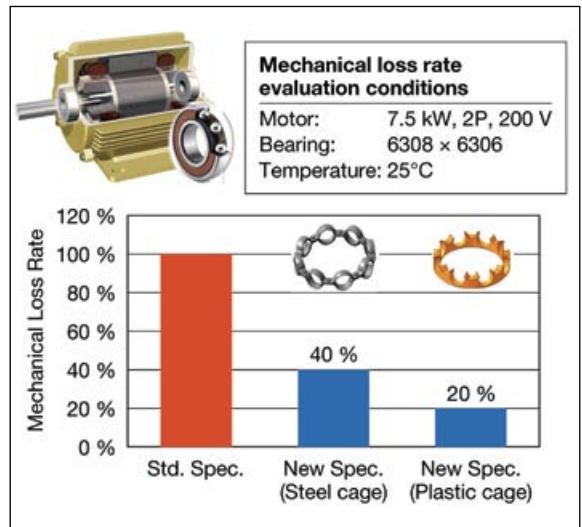 Mechanical loss rate
evaluation conditions
Motor: 7.5 kW, 2P, 200 V
Bearing: 6308 × 6306
Temperature: 25°C
Mechanical Loss Rate
120 %
100 %
80 %
60 %
40 %
20 %
0 %
40 %
20 %
Std. Spec.
New Spec.
(Steel cage)
New Spec.
(Plastic cage)